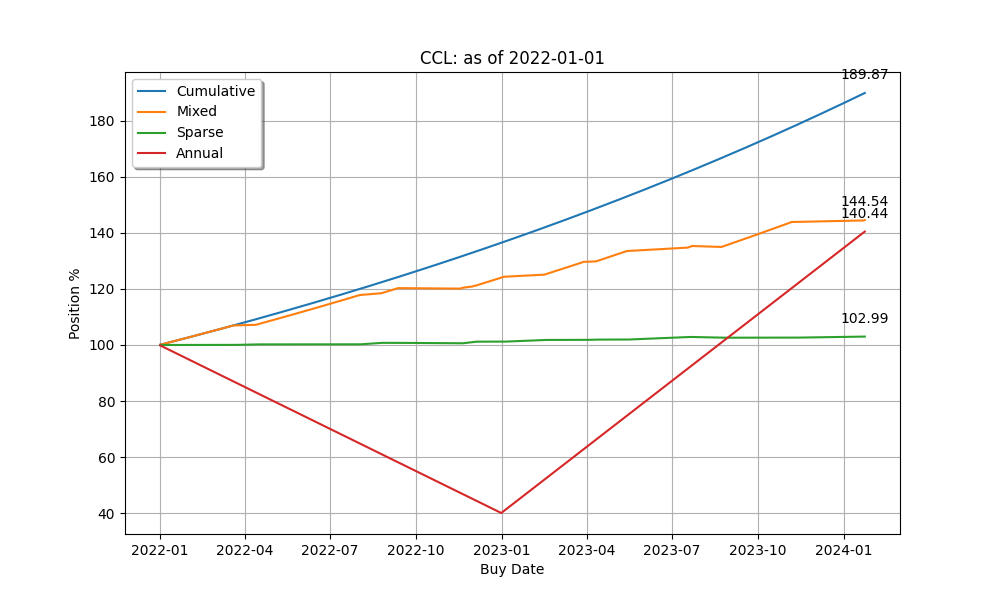 CCL: as of 2022-01-01
Cumulative
Mixed
Sparse
Annual
189.87
144.54
140.44
102.99
180
160
140
120
100
80
60
40
Position %
2022-01 2022-04 2022-07 2022-10 2023-01 2023-04 2023-07 2023-10 2024-01
Buy Date